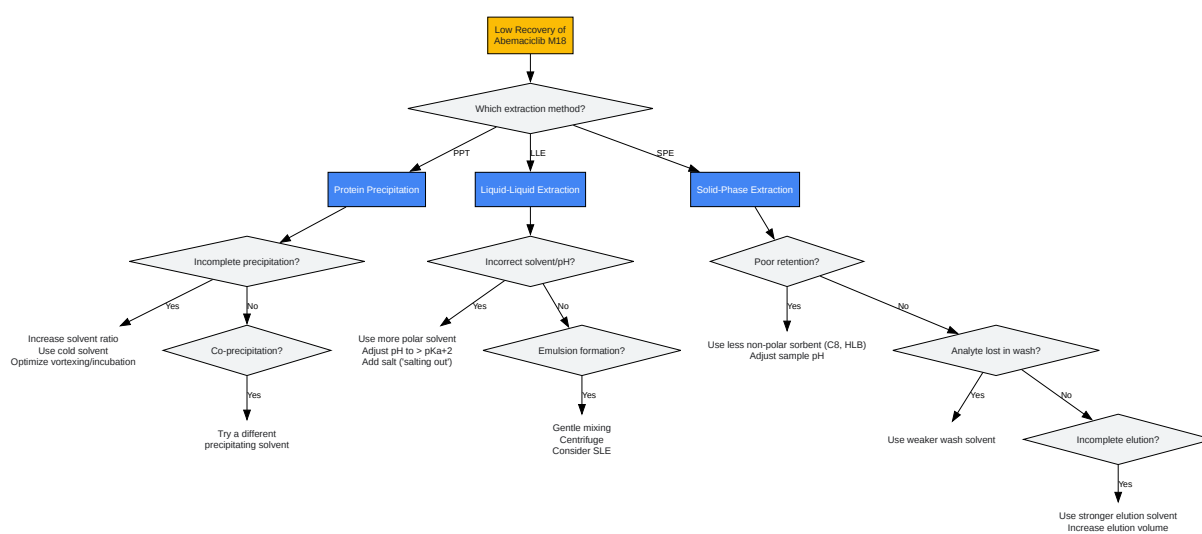 Low Recovery of
Abemaciclib M18
Which extraction method?
PPT
LLE
SPE
Protein Precipitation
Liquid-Liquid Extraction
Solid-Phase Extraction
Incomplete precipitation?
Incorrect solvent/pH?
Poor retention?
Yes
No
Yes
No
Yes
No
Increase solvent ratio
Use cold solvent
Optimize vortexing/incubation
Co-precipitation?
Use more polar solvent
Adjust pH to > pKa+2
Add salt ('salting out')
Emulsion formation?
Use less non-polar sorbent (C8, HLB)
Adjust sample pH
Analyte lost in wash?
Yes
Yes
Yes
No
Try a different
precipitating solvent
Gentle mixing
Centrifuge
Consider SLE
Use weaker wash solvent
Incomplete elution?
Yes
Use stronger elution solvent
Increase elution volume